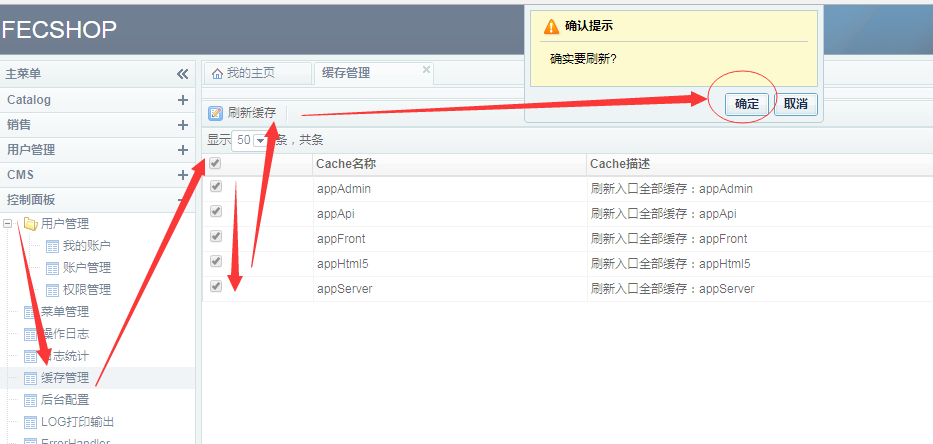 FECSHOP
确认提示
确实要刷新?
确定
取消
主菜单
Catalog
销售
用户管理
CMS
控制面板
用户管理
我的账户
账户管理
权限管理
菜单管理
操作日志
志统计
缓存管理
后台配置
LOG打印输出
ErrorHandler
我的主页
缓存管理
刷新缓存
显示 50 条，共条
Cache名称 Cache描述
appAdmin 刷新入口全部缓存：appAdmin
appApi 刷新入口全部缓存：appApi
appFront 刷新入口全部缓存：appFront
appHtml5 刷新入口全部缓存：appHtml5
appServer 刷新入口全部缓存：appServer